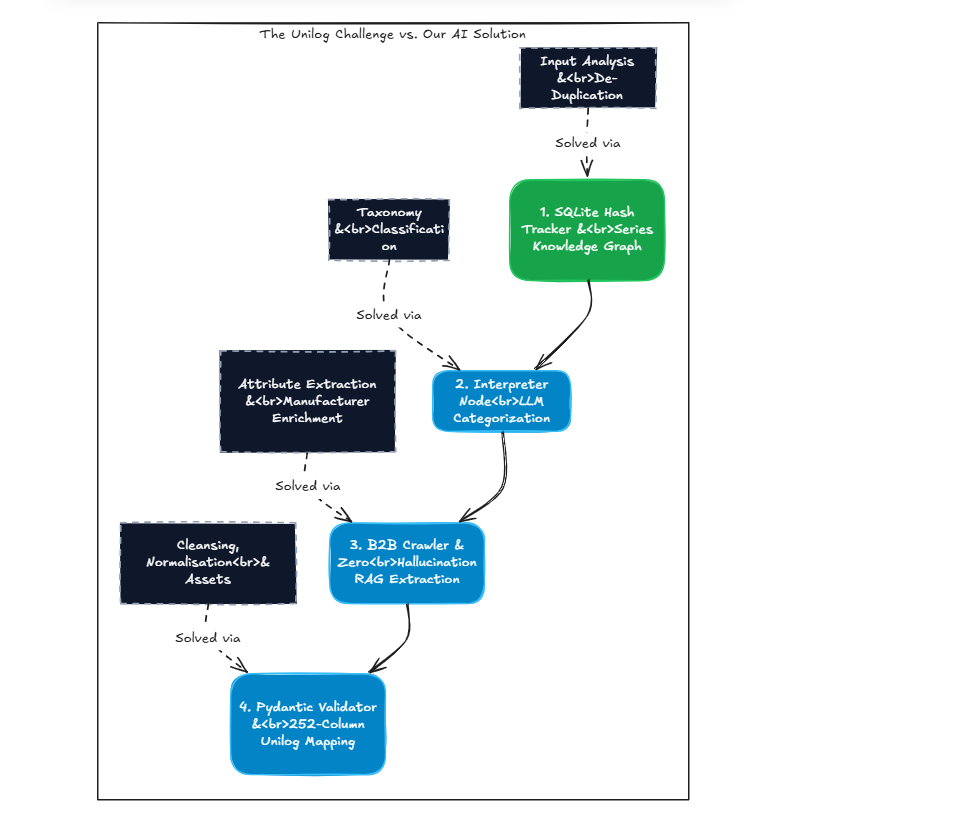 The Unilog Challenge vs. Our AI Solution
Input Analysis
&<br>De-
Duplication
Solved via
1. SQLite Hash
Tracker &<br>Series
Knowledge Graph
Taxonomy
&<br>Classificati
on
Solved via
2. Interpreter
Node<br>LLM
Categorization
Attribute Extraction
&<br>Manufacturer
Enrichment
Solved via
3. B2B Crawler &
Zero<br>Hallucination
RAG Extraction
Cleansing,
Normalisation<br>&
Assets
Solved via
4. Pydantic Validator
&<br>252-Column
Unilog Mapping